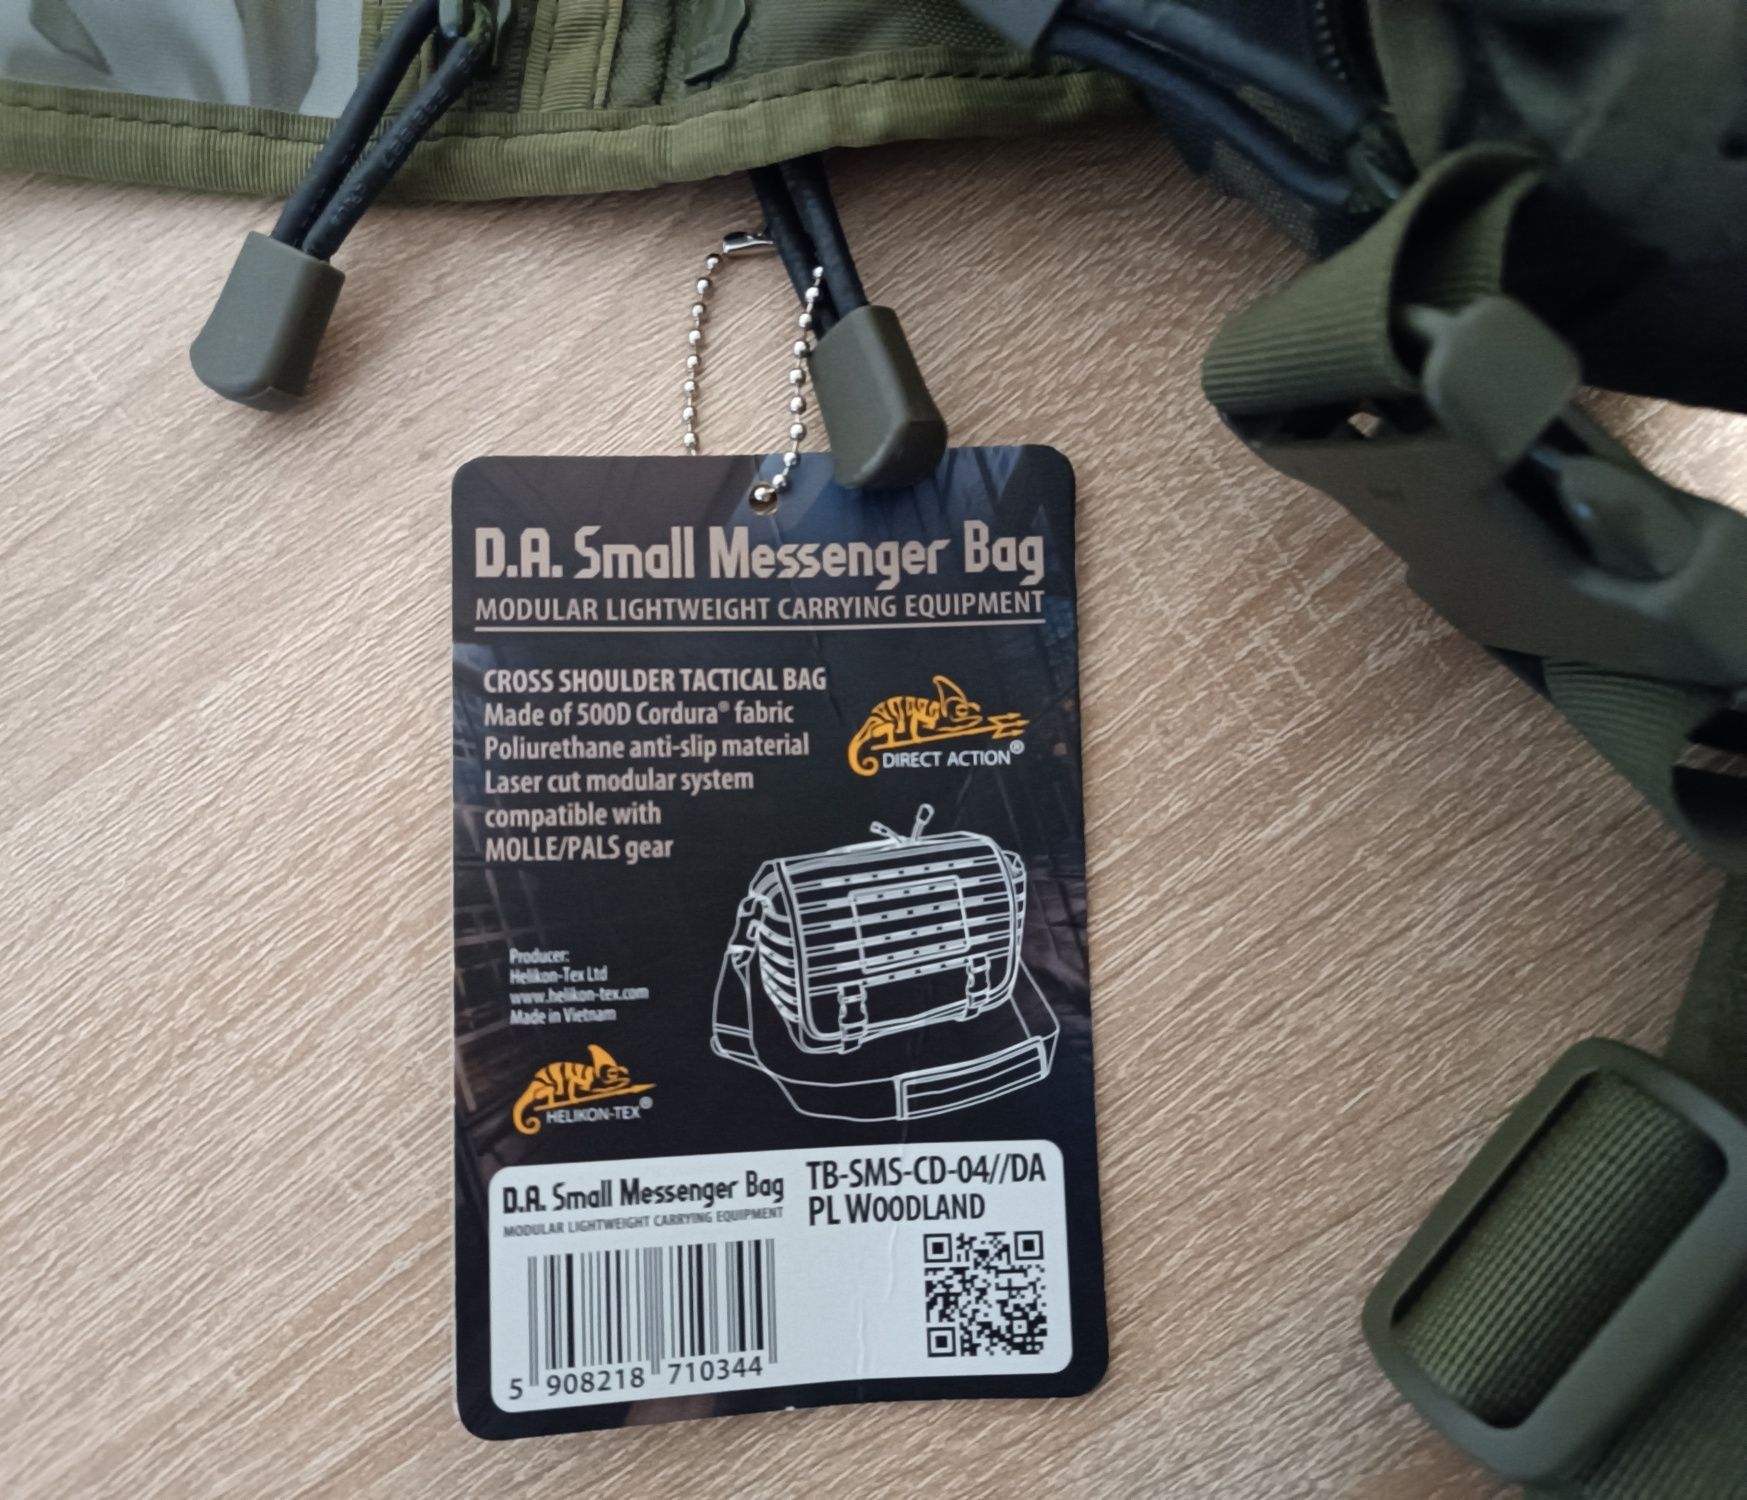 D.A. Small Messenger Bag
MODULAR LIGHTWEIGHT CARRYING EQUIPMENT
CROSS SHOULDER TACTICAL BAG
Made of 500D Cordura® fabric
Poliurethane anti-slip material
Laser cut modular system
compatible with
MOLLE/PALS gear
DIRECT ACTION®
Producer:
Helikon-Tex Ltd
www.helikon-tex.com
Made in Vietnam
HELIKON-TEX®
D.A. Small Messenger Bag
MODULAR LIGHTWEIGHT CARRYING EQUIPMENT
TB-SMS-CD-04//DA
PL WOODLAND
5 908218 710344